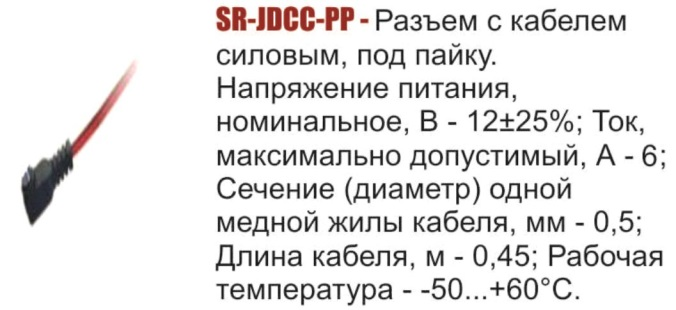 SR-JDCC-PP - Разъем с кабелем
силовым, под пайку.
Напряжение питания,
номинальное, В - 12±25%; Ток,
максимально допустимый, А - 6;
Сечение (диаметр) одной
медной жилы кабеля, мм - 0,5;
Длина кабеля, м - 0,45; Рабочая
температура - -50...+60°С.